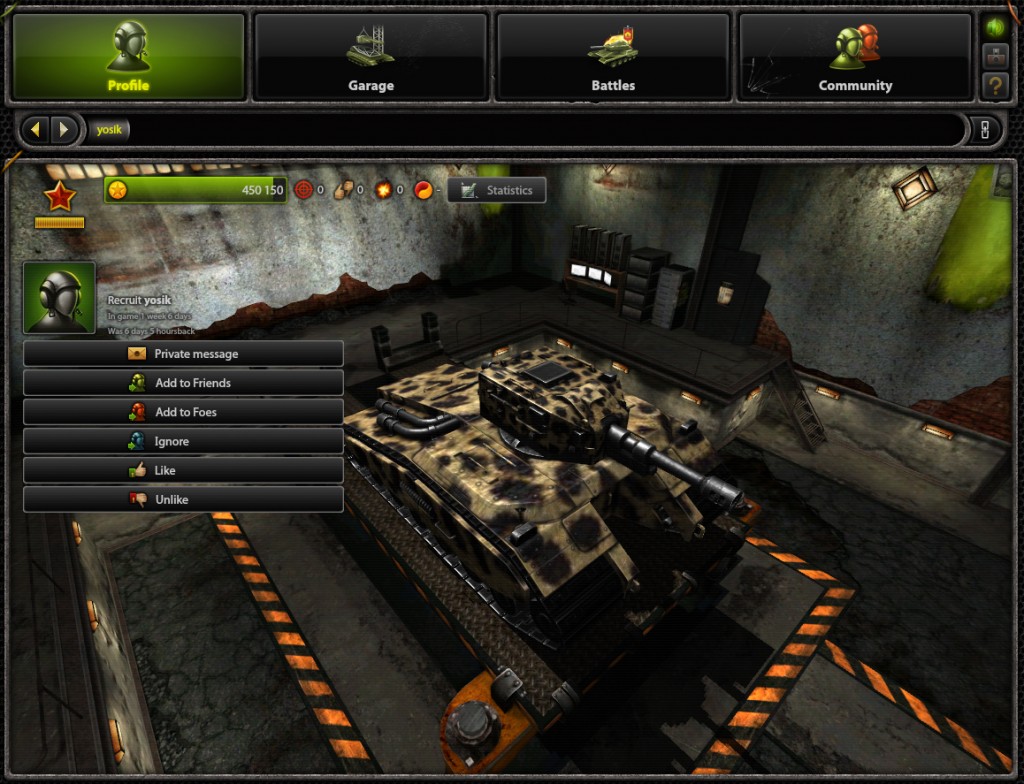 Profile
Garage
Battles
Community
?
yosik
450 150
0
0
0
-
Statistics
Recruit yosik
In game 1 week 6 days
Was 6 days 5 hoursback
Private message
Add to Friends
Add to Foes
Ignore
Like
Unlike